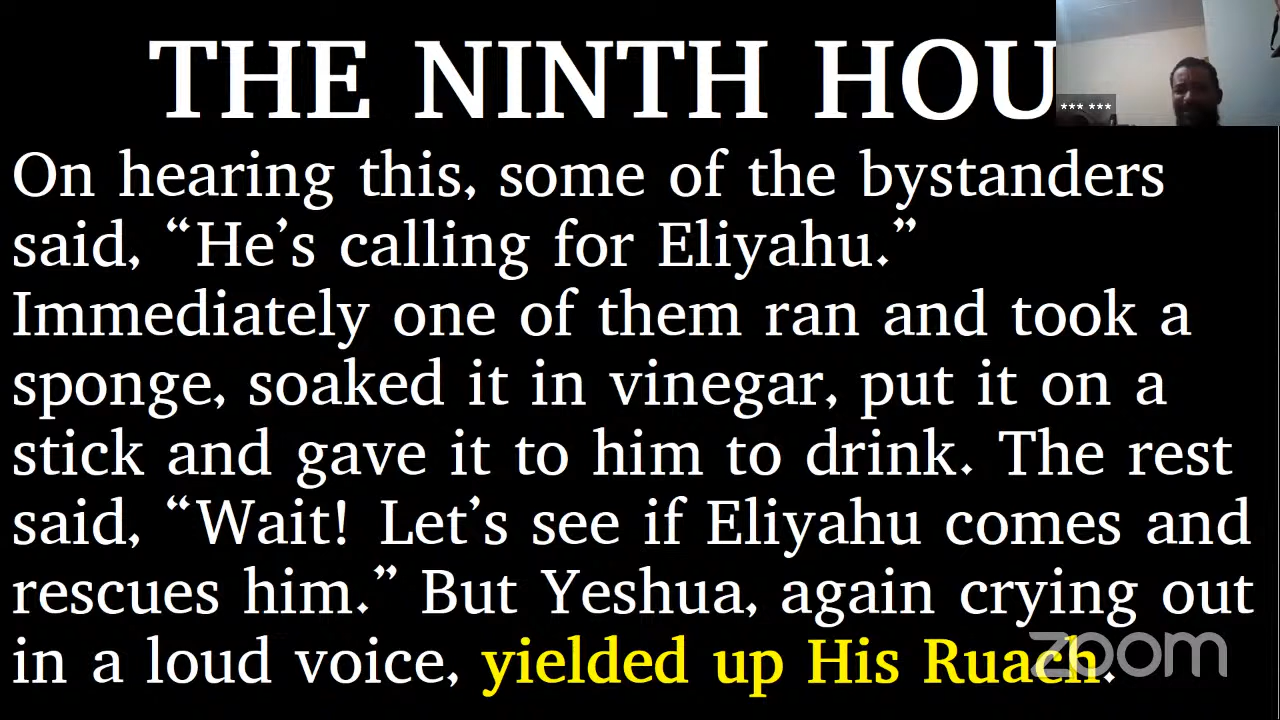 THE NINTH HOU
*** ***
On hearing this, some of the bystanders
said, “He’s calling for Eliyahu.”
Immediately one of them ran and took a
sponge, soaked it in vinegar, put it on a
stick and gave it to him to drink. The rest
said, “Wait! Let’s see if Eliyahu comes and
rescues him.” But Yeshua, again crying out
in a loud voice, yielded up His Ruach.
zoom